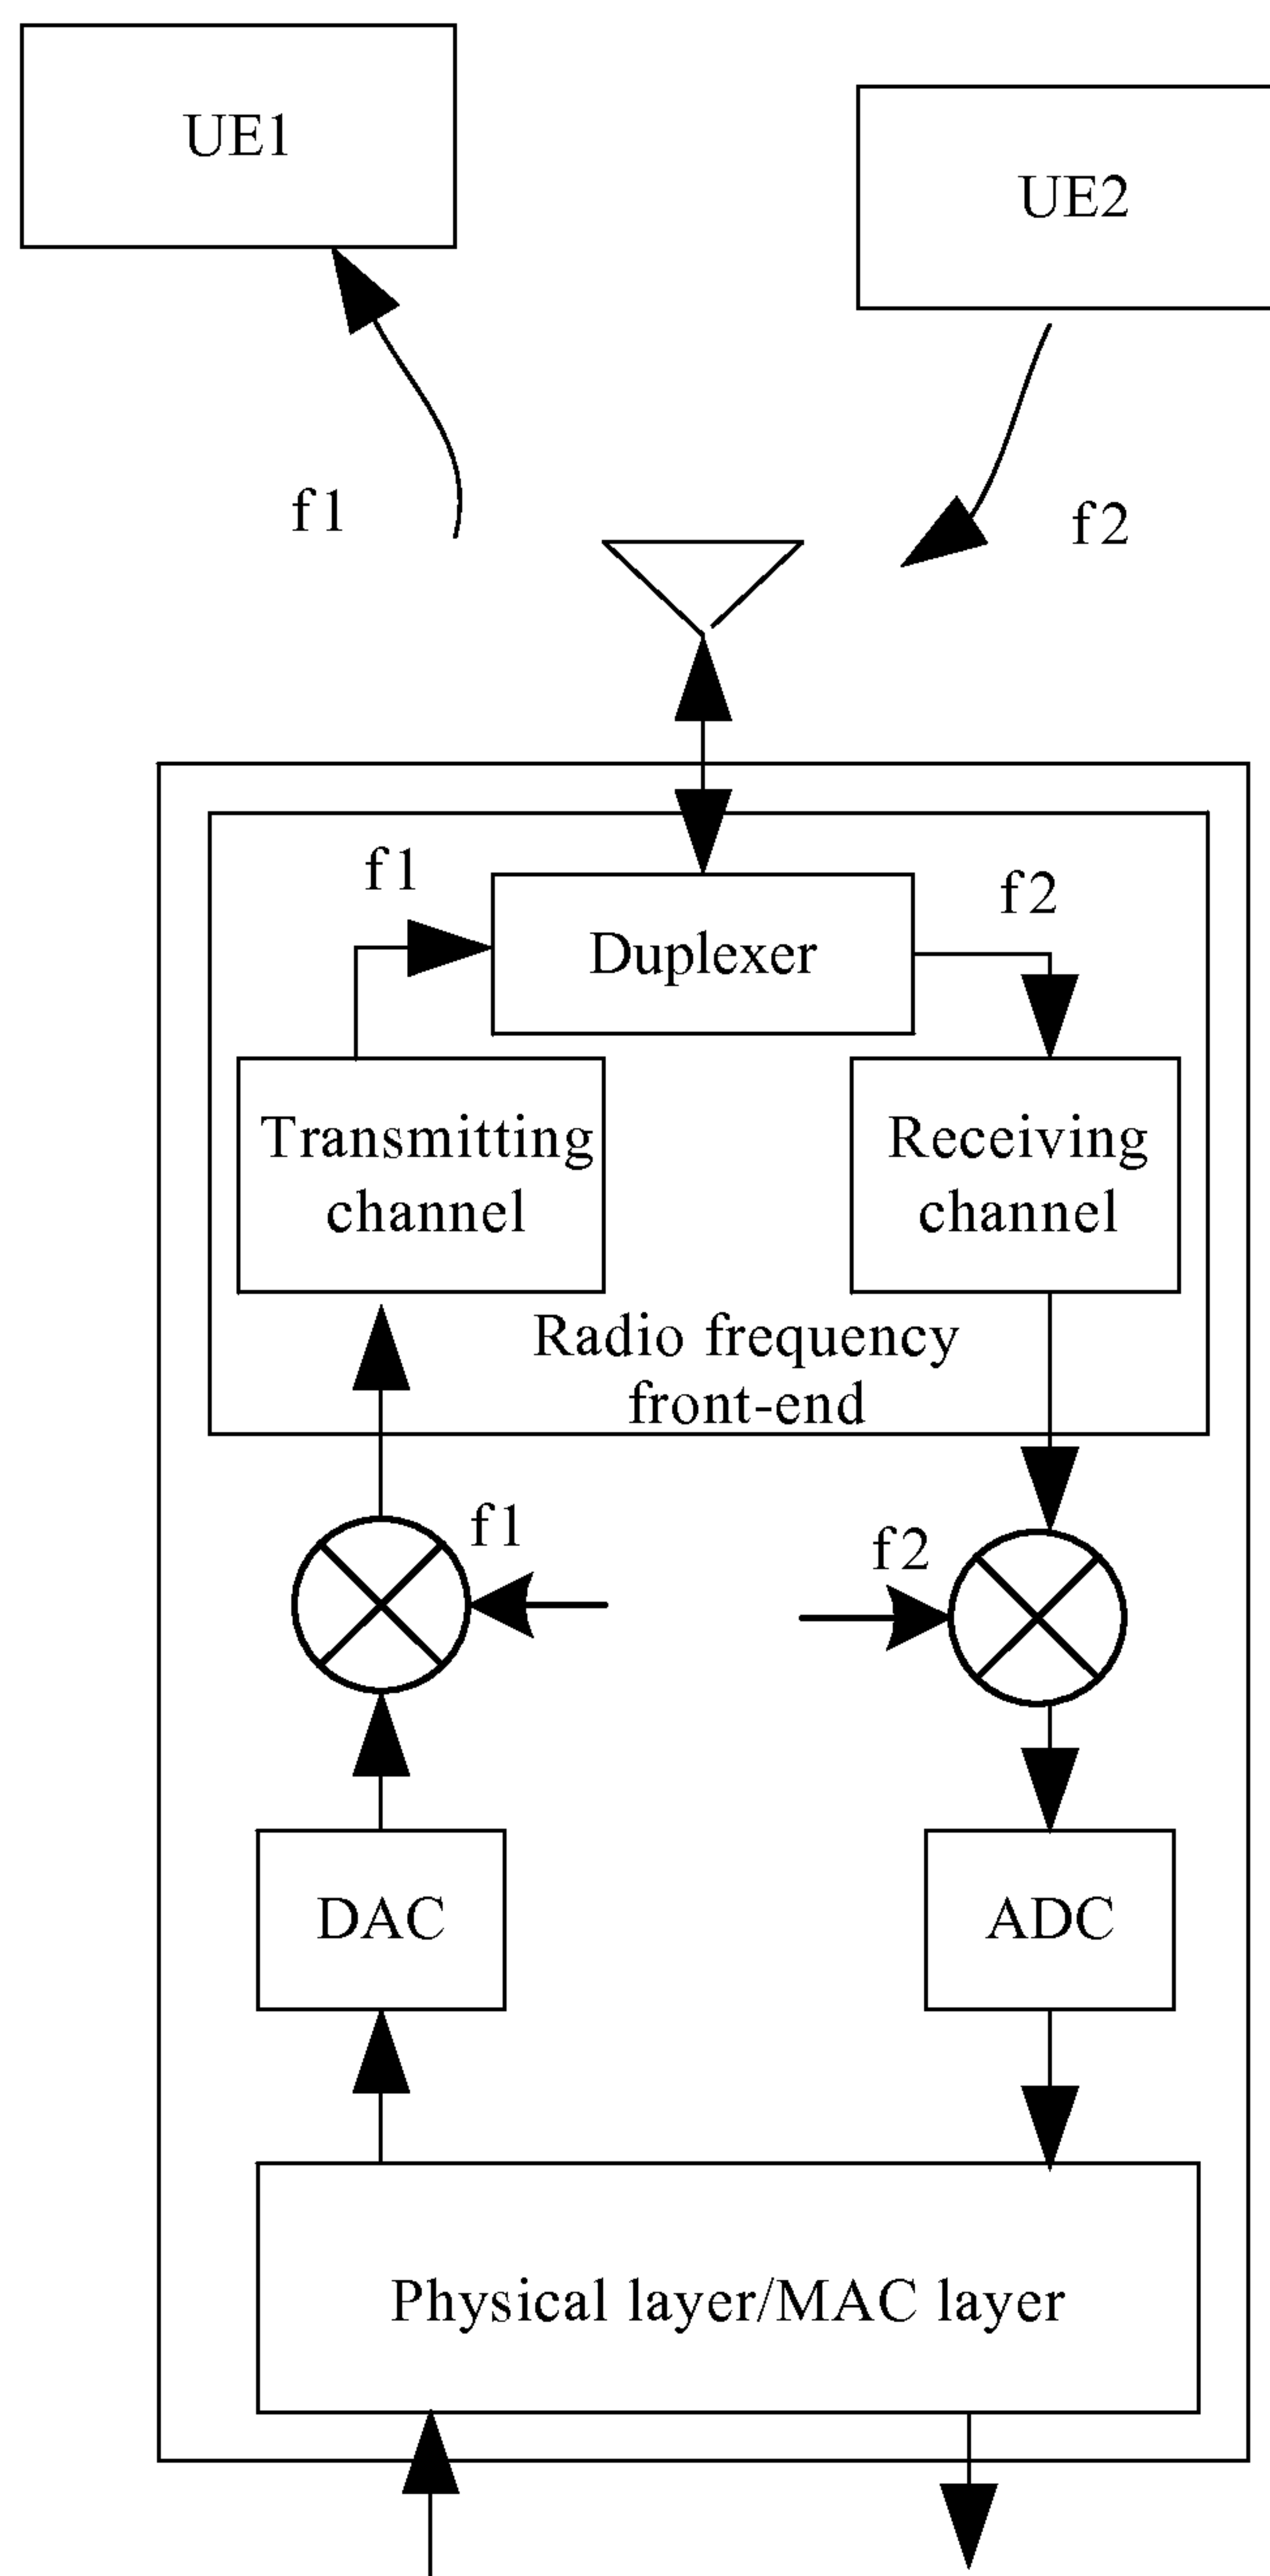 UE1
UE2
f1
f2
f1
f2
Duplexer
Transmitting
channel
Receiving
channel
Radio frequency
front-end
f1
f2
DAC
ADC
Physical layer/MAC layer